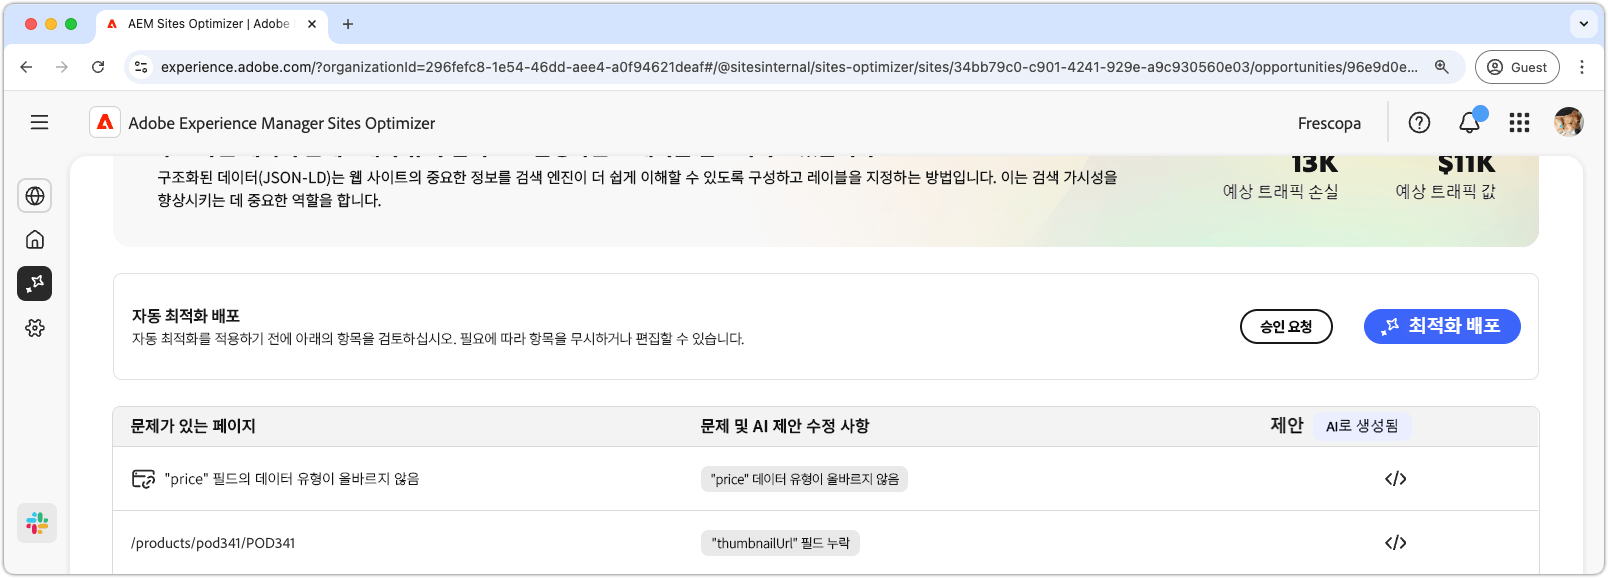 AEM Sites Optimizer | Adobe
experience.adobe.com/?organizationId=296fefc8-1e54-46dd-aee4-a0f94621deaf#/@sitesinternal/sites-optimizer/sites/34bb79c0-c901-4241-929e-a9c930560e03/opportunities/96e9d0e...
Guest
Adobe Experience Manager Sites Optimizer
Frescopa
구조화된 데이터(JSON-LD)는 웹 사이트의 중요한 정보를 검색 엔진이 더 쉽게 이해할 수 있도록 구성하고 레이블을 지정하는 방법입니다. 이는 검색 가시성을
향상시키는 데 중요한 역할을 합니다.
13K
예상 트래픽 손실
$11K
예상 트래픽 값
자동 최적화 배포
자동 최적화를 적용하기 전에 아래의 항목을 검토하십시오. 필요에 따라 항목을 무시하거나 편집할 수 있습니다.
승인 요청
최적화 배포
문제가 있는 페이지
문제 및 AI 제안 수정 사항
제안 AI로 생성됨
"price" 필드의 데이터 유형이 올바르지 않음
"price" 데이터 유형이 올바르지 않음
/products/pod341/POD341
"thumbnailUrl" 필드 누락